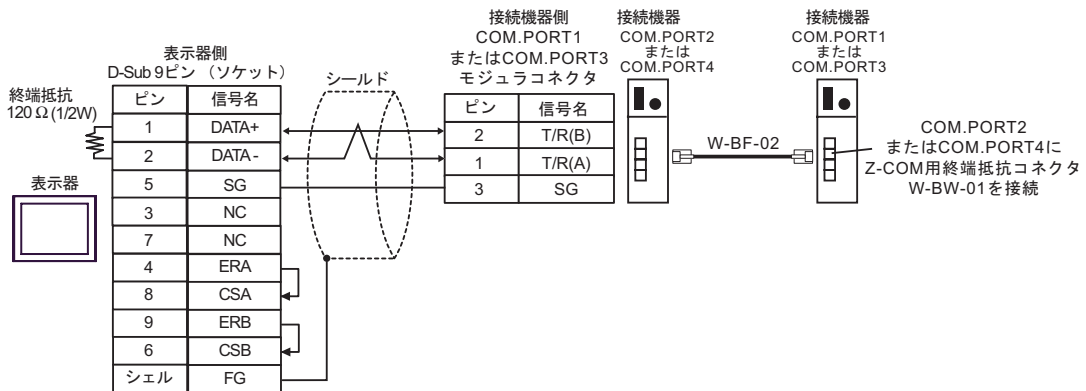 表示器側
D-Sub 9ピン （ソケット）
終端抵抗
120 Ω (1/2W)
表示器
ピン 信号名
1 DATA+
2 DATA-
5 SG
3 NC
7 NC
4 ERA
8 CSA
9 ERB
6 CSB
シェル FG
シールド
接続機器側
COM.PORT1
またはCOM.PORT3
モジュラコネクタ
ピン 信号名
2 T/R(B)
1 T/R(A)
3 SG
接続機器
COM.PORT2
または
COM.PORT4
W-BF-02
接続機器
COM.PORT1
または
COM.PORT3
COM.PORT2
またはCOM.PORT4に
Z-COM用終端抵抗コネクタ
W-BW-01を接続